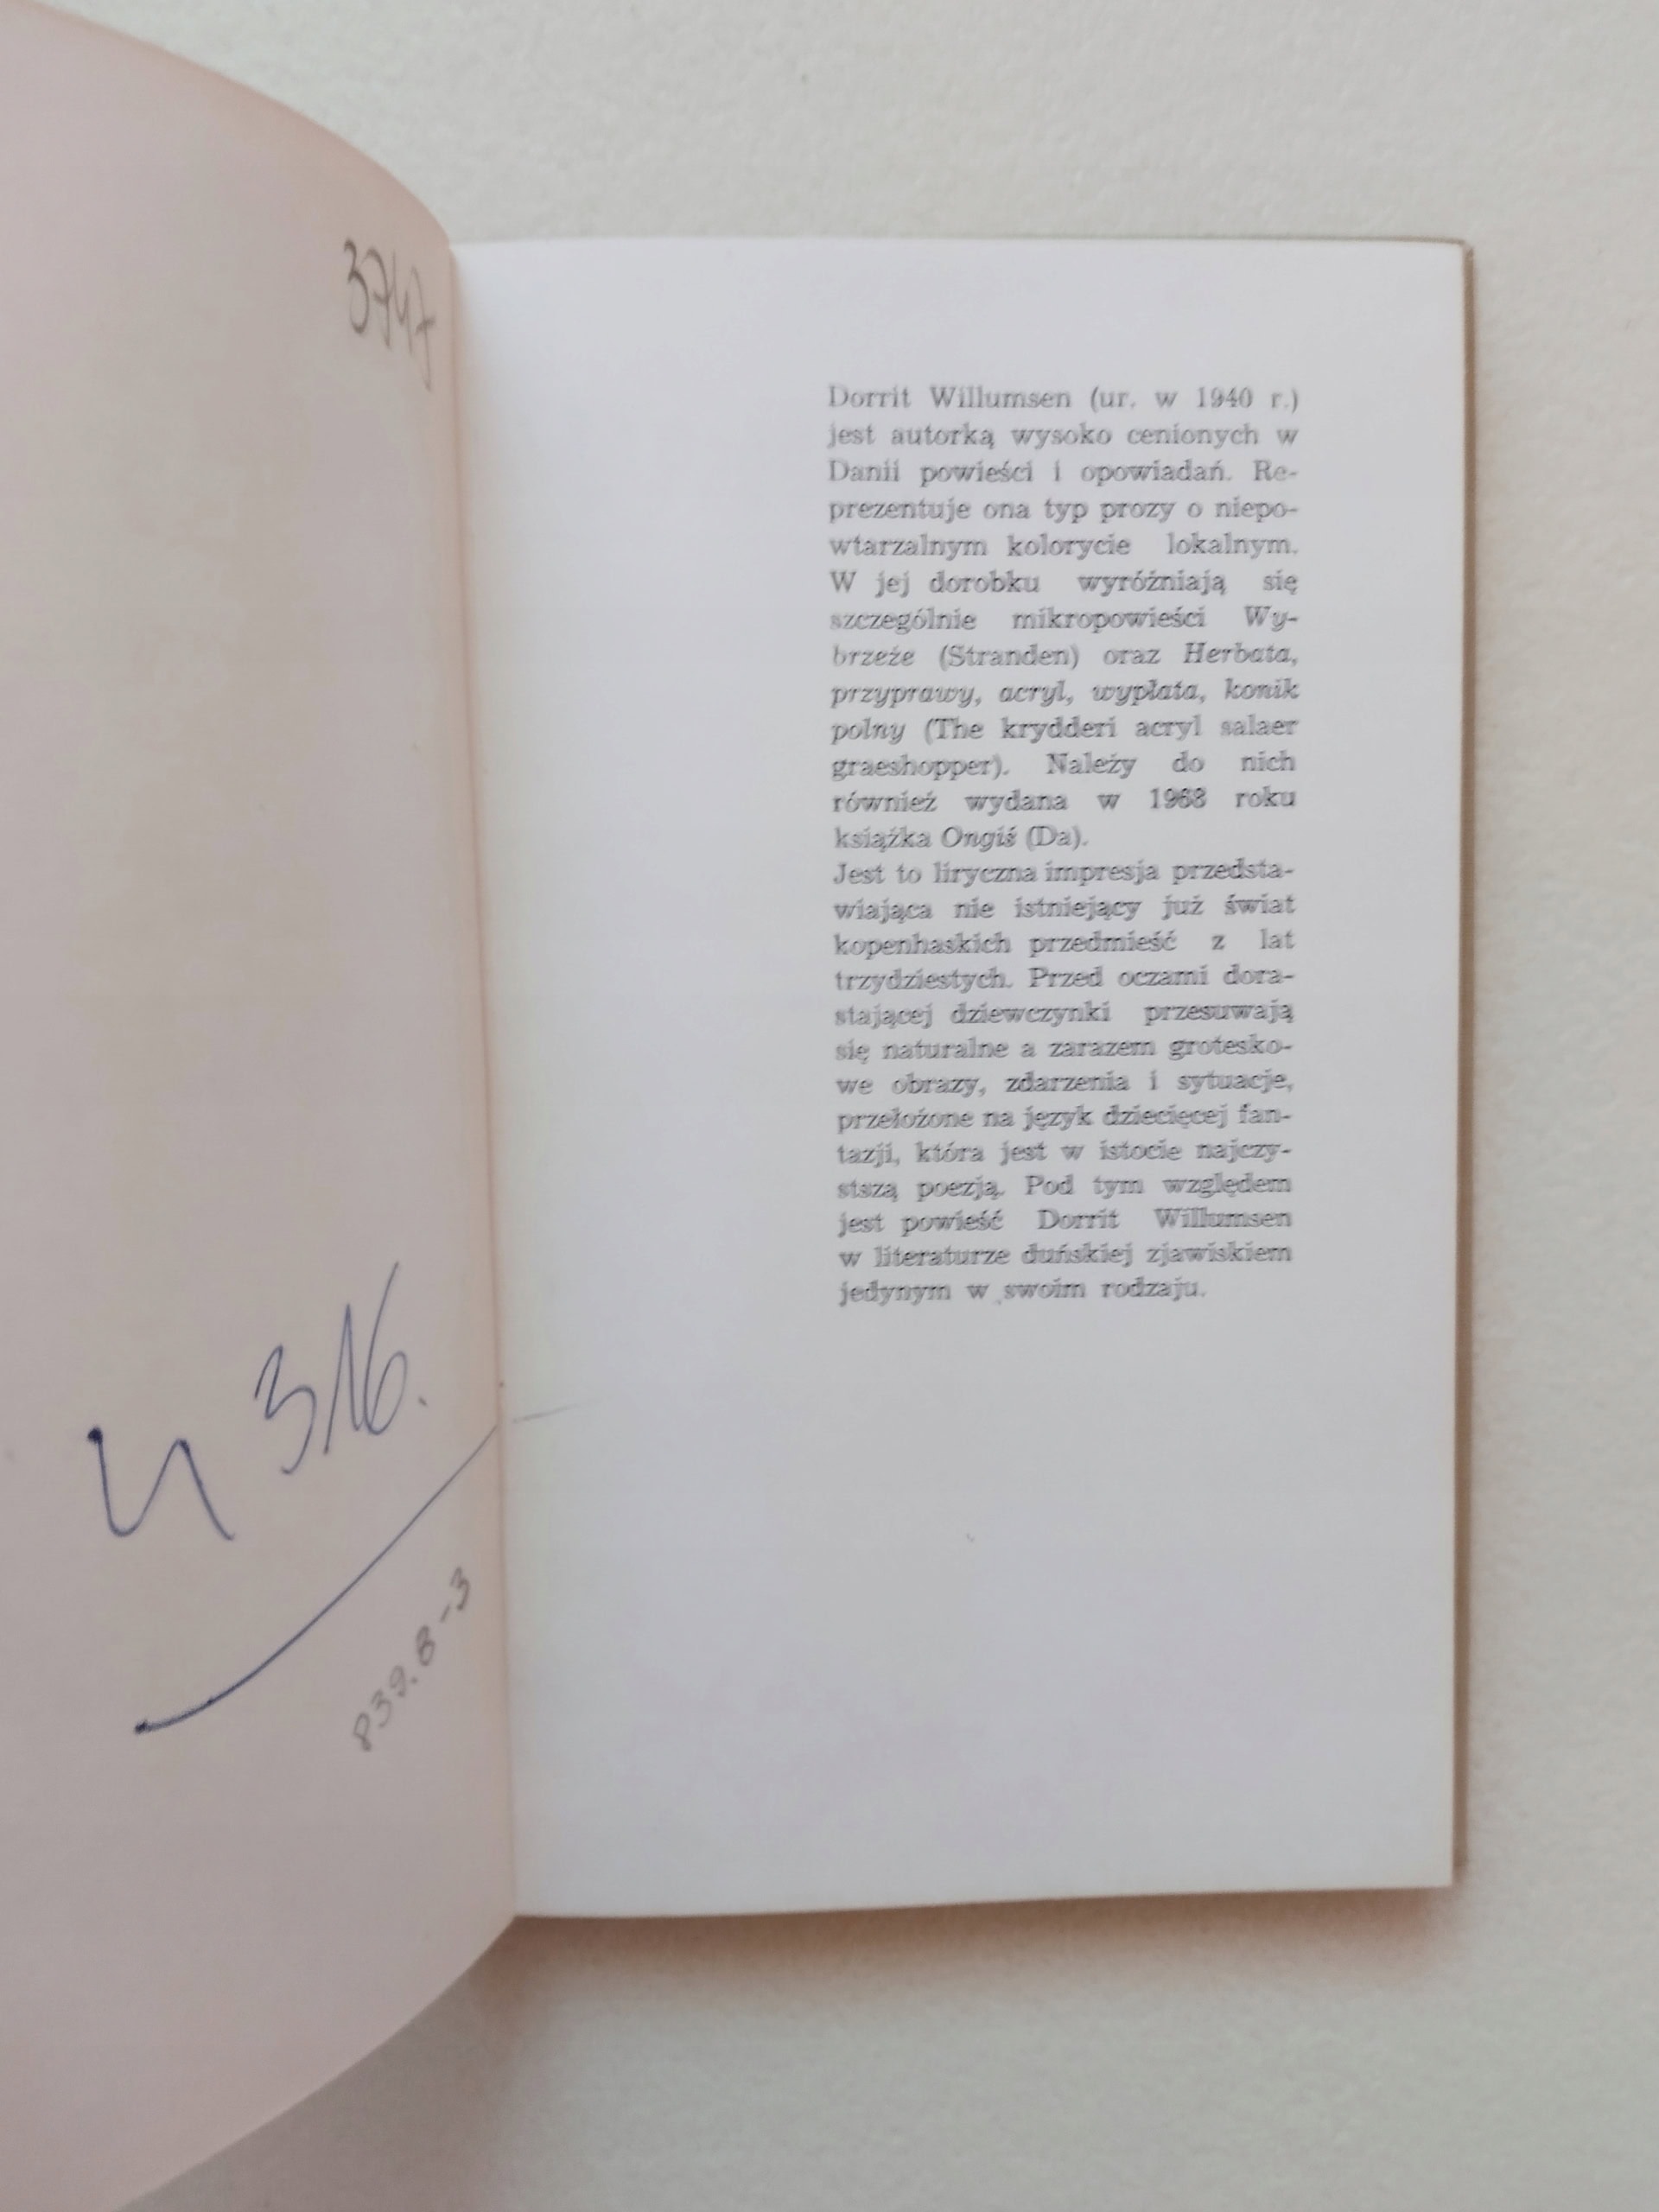 3747
Dorrit Willumsen (ur. w 1940 r.)
jest autorką wysoko cenionych w
Danii powieści i opowiadań. Re-
prezentuje ona typ prozy o niepo-
wtarzalnym kolorycie lokalnym.
W jej dorobku wyróżniają się
szczególnie mikropowieści Wy-
brzeże (Stranden) oraz Herbata,
przyprawy, acryl, wypłata, konik
polny (The krydderi acryl salaer
graeshopper). Należy do nich
również wydana w 1968 roku
książka Ongiś (Da).
Jest to liryczna impresja przedsta-
wiająca nie istniejący już świat
kopenhaskich przedmieść z lat
trzydziestych. Przed oczami dora-
stającej dziewczynki przesuwają
się naturalne a zarazem grotesko-
we obrazy, zdarzenia i sytuacje,
przełożone na język dziecięcej fan-
tazji, która jest w istocie najczy-
stszą poezją. Pod tym względem
jest powieść Dorrit Willumsen
w literaturze duńskiej zjawiskiem
jedynym w swoim rodzaju.
316.
839.8-3